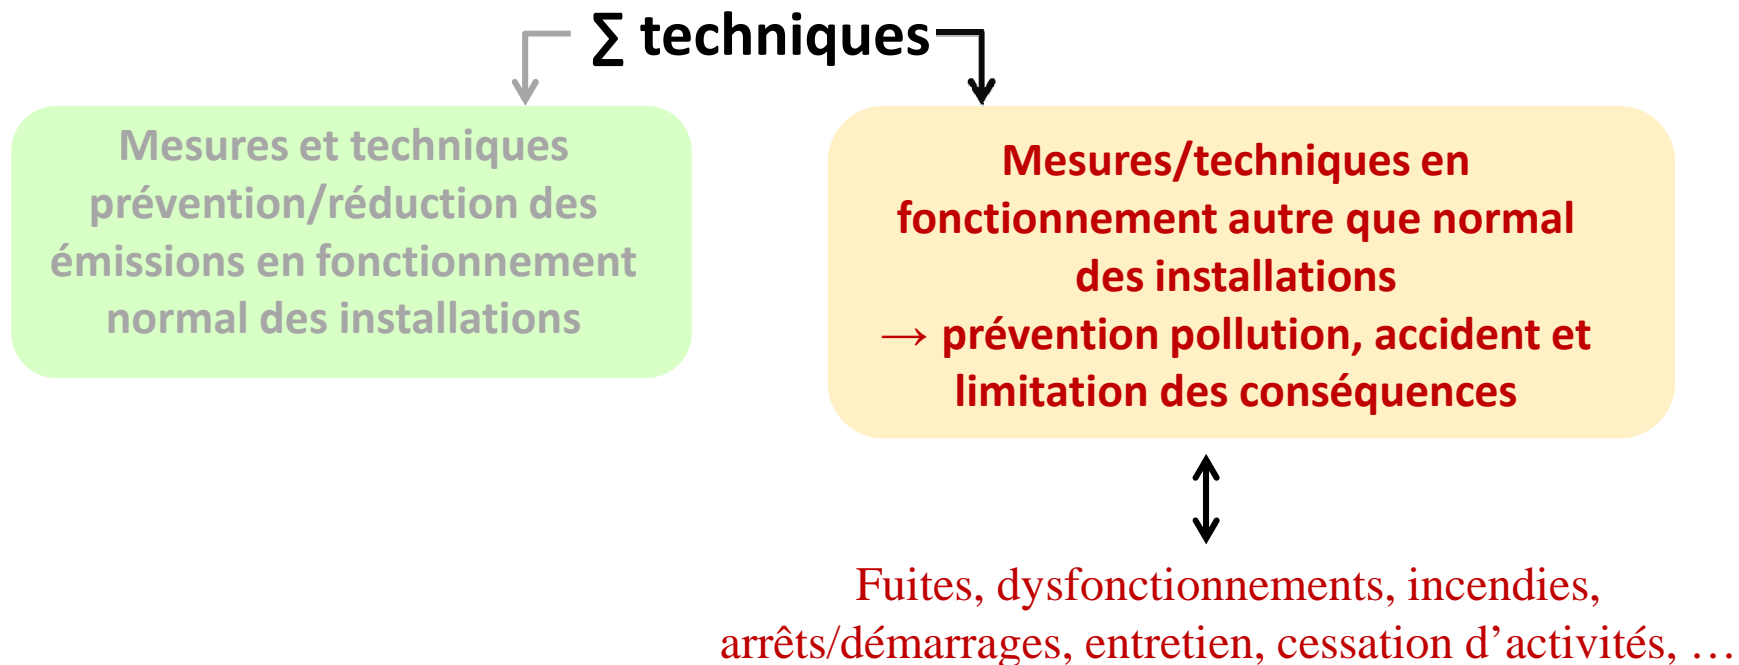 ∑ techniques
Mesures et techniques
prévention/réduction des
émissions en fonctionnement
normal des installations
Mesures/techniques en
fonctionnement autre que normal
des installations
→ prévention pollution, accident et
limitation des conséquences
Fuites, dysfonctionnements, incendies,
arrêts/démarrages, entretien, cessation d’activités, …